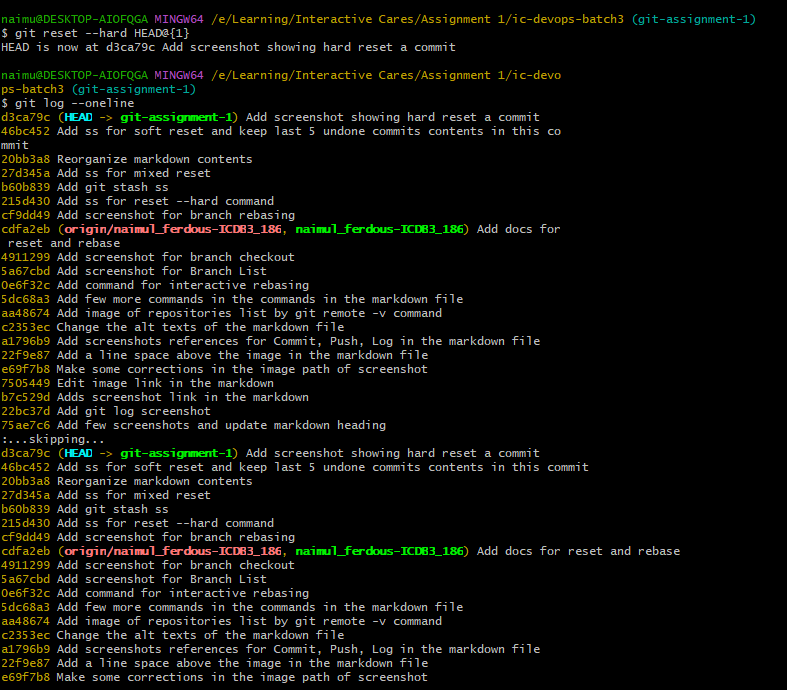 naimu@DESKTOP-AIOFQGA MINGW64 /e/Learning/Interactive Cares/Assignment 1/ic-devops-batch3 (git-assignment-1)
$ git reset --hard HEAD@{1}
HEAD is now at d3ca79c Add screenshot showing hard reset a commit
naimu@DESKTOP-AIOFQGA MINGW64 /e/Learning/Interactive Cares/Assignment 1/ic-devo
ps-batch3 (git-assignment-1)
$ git log --oneline
d3ca79c (HEAD -> git-assignment-1) Add screenshot showing hard reset a commit
46bc452 Add ss for soft reset and keep last 5 undone commits contents in this co
mmit
20bb3a8 Reorganize markdown contents
27d345a Add ss for mixed reset
b60b839 Add git stash ss
215d430 Add ss for reset --hard command
cf9dd49 Add screenshot for branch rebasing
cdfa2eb (origin/naimul_ferdous-ICDB3_186, naimul_ferdous-ICDB3_186) Add docs for
 reset and rebase
4911299 Add screenshot for branch checkout
5a67cbd Add screenshot for Branch List
0e6f32c Add command for interactive rebasing
5dc68a3 Add few more commands in the commands in the markdown file
aa48674 Add image of repositories list by git remote -v command
c2353ec Change the alt texts of the markdown file
a1796b9 Add screenshots references for Commit, Push, Log in the markdown file
22f9e87 Add a line space above the image in the markdown file
e69f7b8 Make some corrections in the image path of screenshot
7505449 Edit image link in the markdown
b7c529d Adds screenshot link in the markdown
22bc37d Add git log screenshot
75ae7c6 Add few screenshots and update markdown heading
:...skipping...
d3ca79c (HEAD -> git-assignment-1) Add screenshot showing hard reset a commit
46bc452 Add ss for soft reset and keep last 5 undone commits contents in this commit
20bb3a8 Reorganize markdown contents
27d345a Add ss for mixed reset
b60b839 Add git stash ss
215d430 Add ss for reset --hard command
cf9dd49 Add screenshot for branch rebasing
cdfa2eb (origin/naimul_ferdous-ICDB3_186, naimul_ferdous-ICDB3_186) Add docs for reset and rebase
4911299 Add screenshot for branch checkout
5a67cbd Add screenshot for Branch List
0e6f32c Add command for interactive rebasing
5dc68a3 Add few more commands in the commands in the markdown file
aa48674 Add image of repositories list by git remote -v command
c2353ec Change the alt texts of the markdown file
a1796b9 Add screenshots references for Commit, Push, Log in the markdown file
22f9e87 Add a line space above the image in the markdown file
e69f7b8 Make some corrections in the image path of screenshot